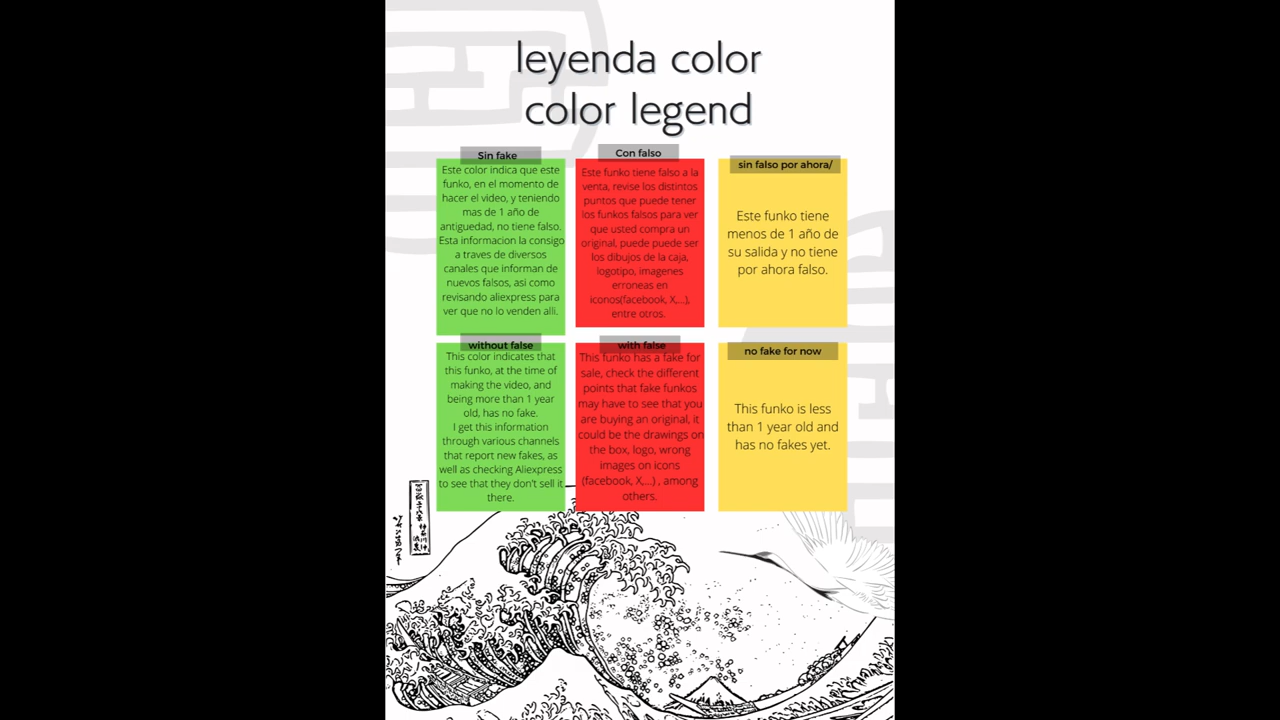 leyenda color
color legend
Sin fake
Este color indica que este
funko, en el momento de
hacer el video, y teniendo
mas de 1 año de
antiguedad, no tiene falso.
Esta informacion la consigo
a traves de diversos
canales que informan de
nuevos falsos, asi como
revisando aliexpress para
ver que no lo venden alli.
Con falso
Este funko tiene falso a la
venta, revise los distintos
puntos que puede tener
los funkos falsos para ver
que usted compra un
original, puede puede ser
los dibujos de la caja,
logotipo, imagenes
erroneas en
iconos(facebook, X,...),
entre otros.
sin falso por ahora/
Este funko tiene
menos de 1 año de
su salida y no tiene
por ahora falso.
without false
This color indicates that
this funko, at the time of
making the video, and
being more than 1 year
old, has no fake.
I get this information
through various channels
that report new fakes, as
well as checking Aliexpress
to see that they don't sell it
there.
with false
This funko has a fake for
sale, check the different
points that fake funkos
may have to see that you
are buying an original, it
could be the drawings on
the box, logo, wrong
images on icons
(facebook, X,...) , among
others.
no fake for now
This funko is less
than 1 year old and
has no fakes yet.